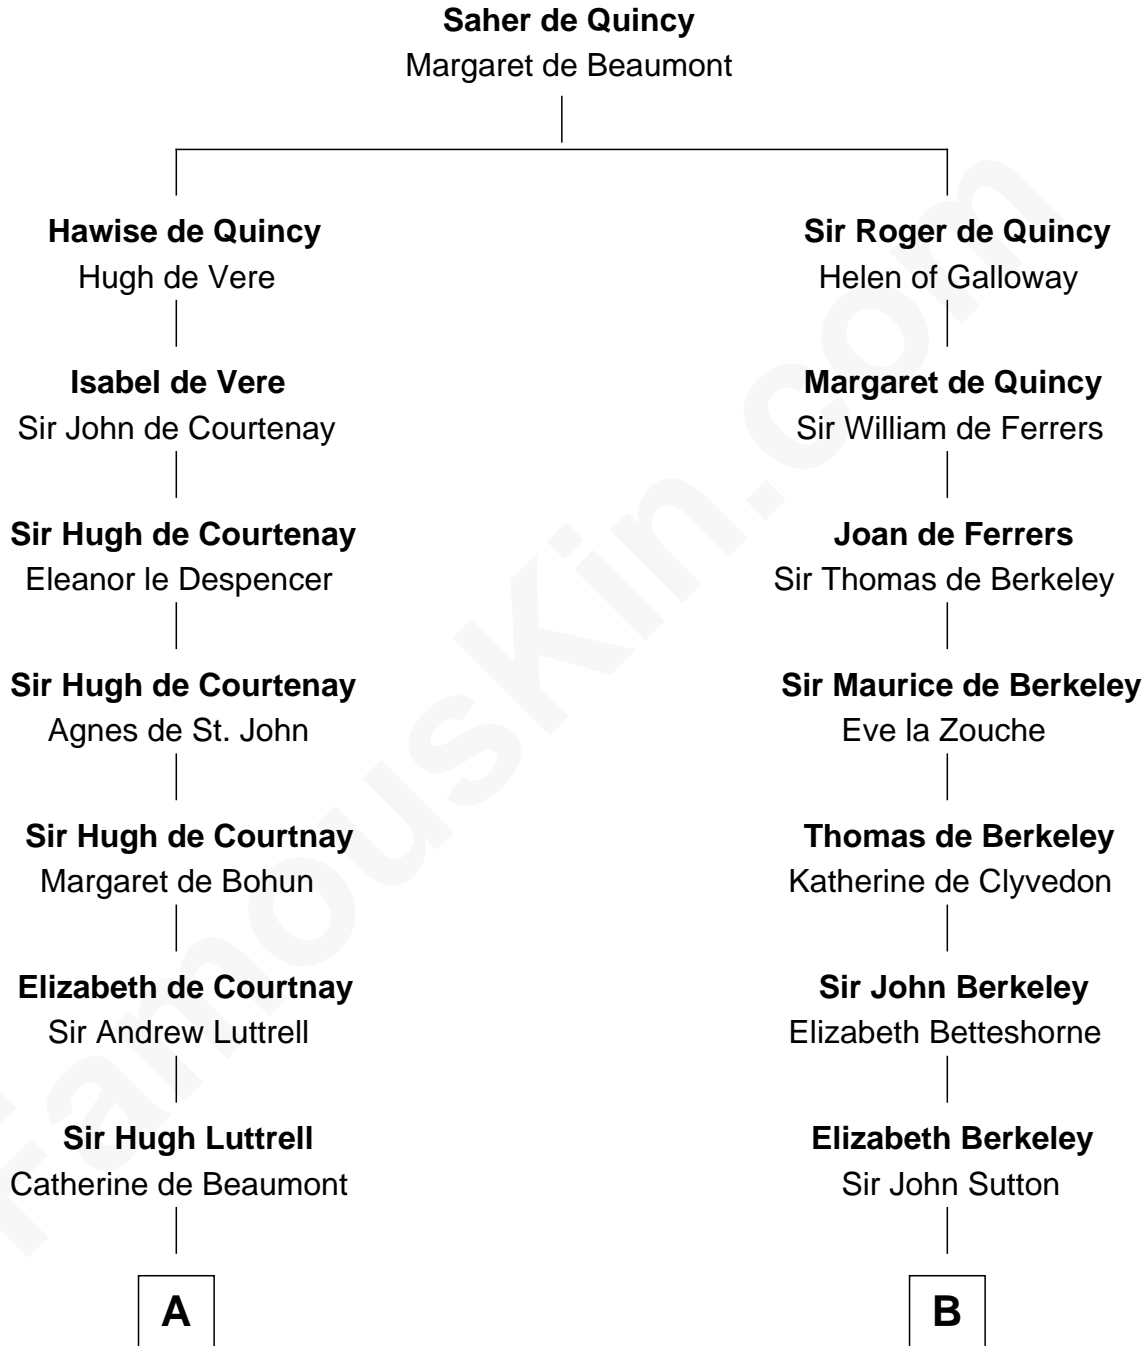 Saher de Quincy
Margaret de Beaumont
Hawise de Quincy
Hugh de Vere
Isabel de Vere
Sir John de Courtenay
Sir Hugh de Courtenay
Eleanor le Despencer
Sir Hugh de Courtenay
Agnes de St. John
Sir Hugh de Courtnay
Margaret de Bohun
Elizabeth de Courtnay
Sir Andrew Luttrell
Sir Hugh Luttrell
Catherine de Beaumont
A
Sir Roger de Quincy
Helen of Galloway
Margaret de Quincy
Sir William de Ferrers
Joan de Ferrers
Sir Thomas de Berkeley
Sir Maurice de Berkeley
Eve la Zouche
Thomas de Berkeley
Katherine de Clyvedon
Sir John Berkeley
Elizabeth Betteshorne
Elizabeth Berkeley
Sir John Sutton
B
FamousKin.com